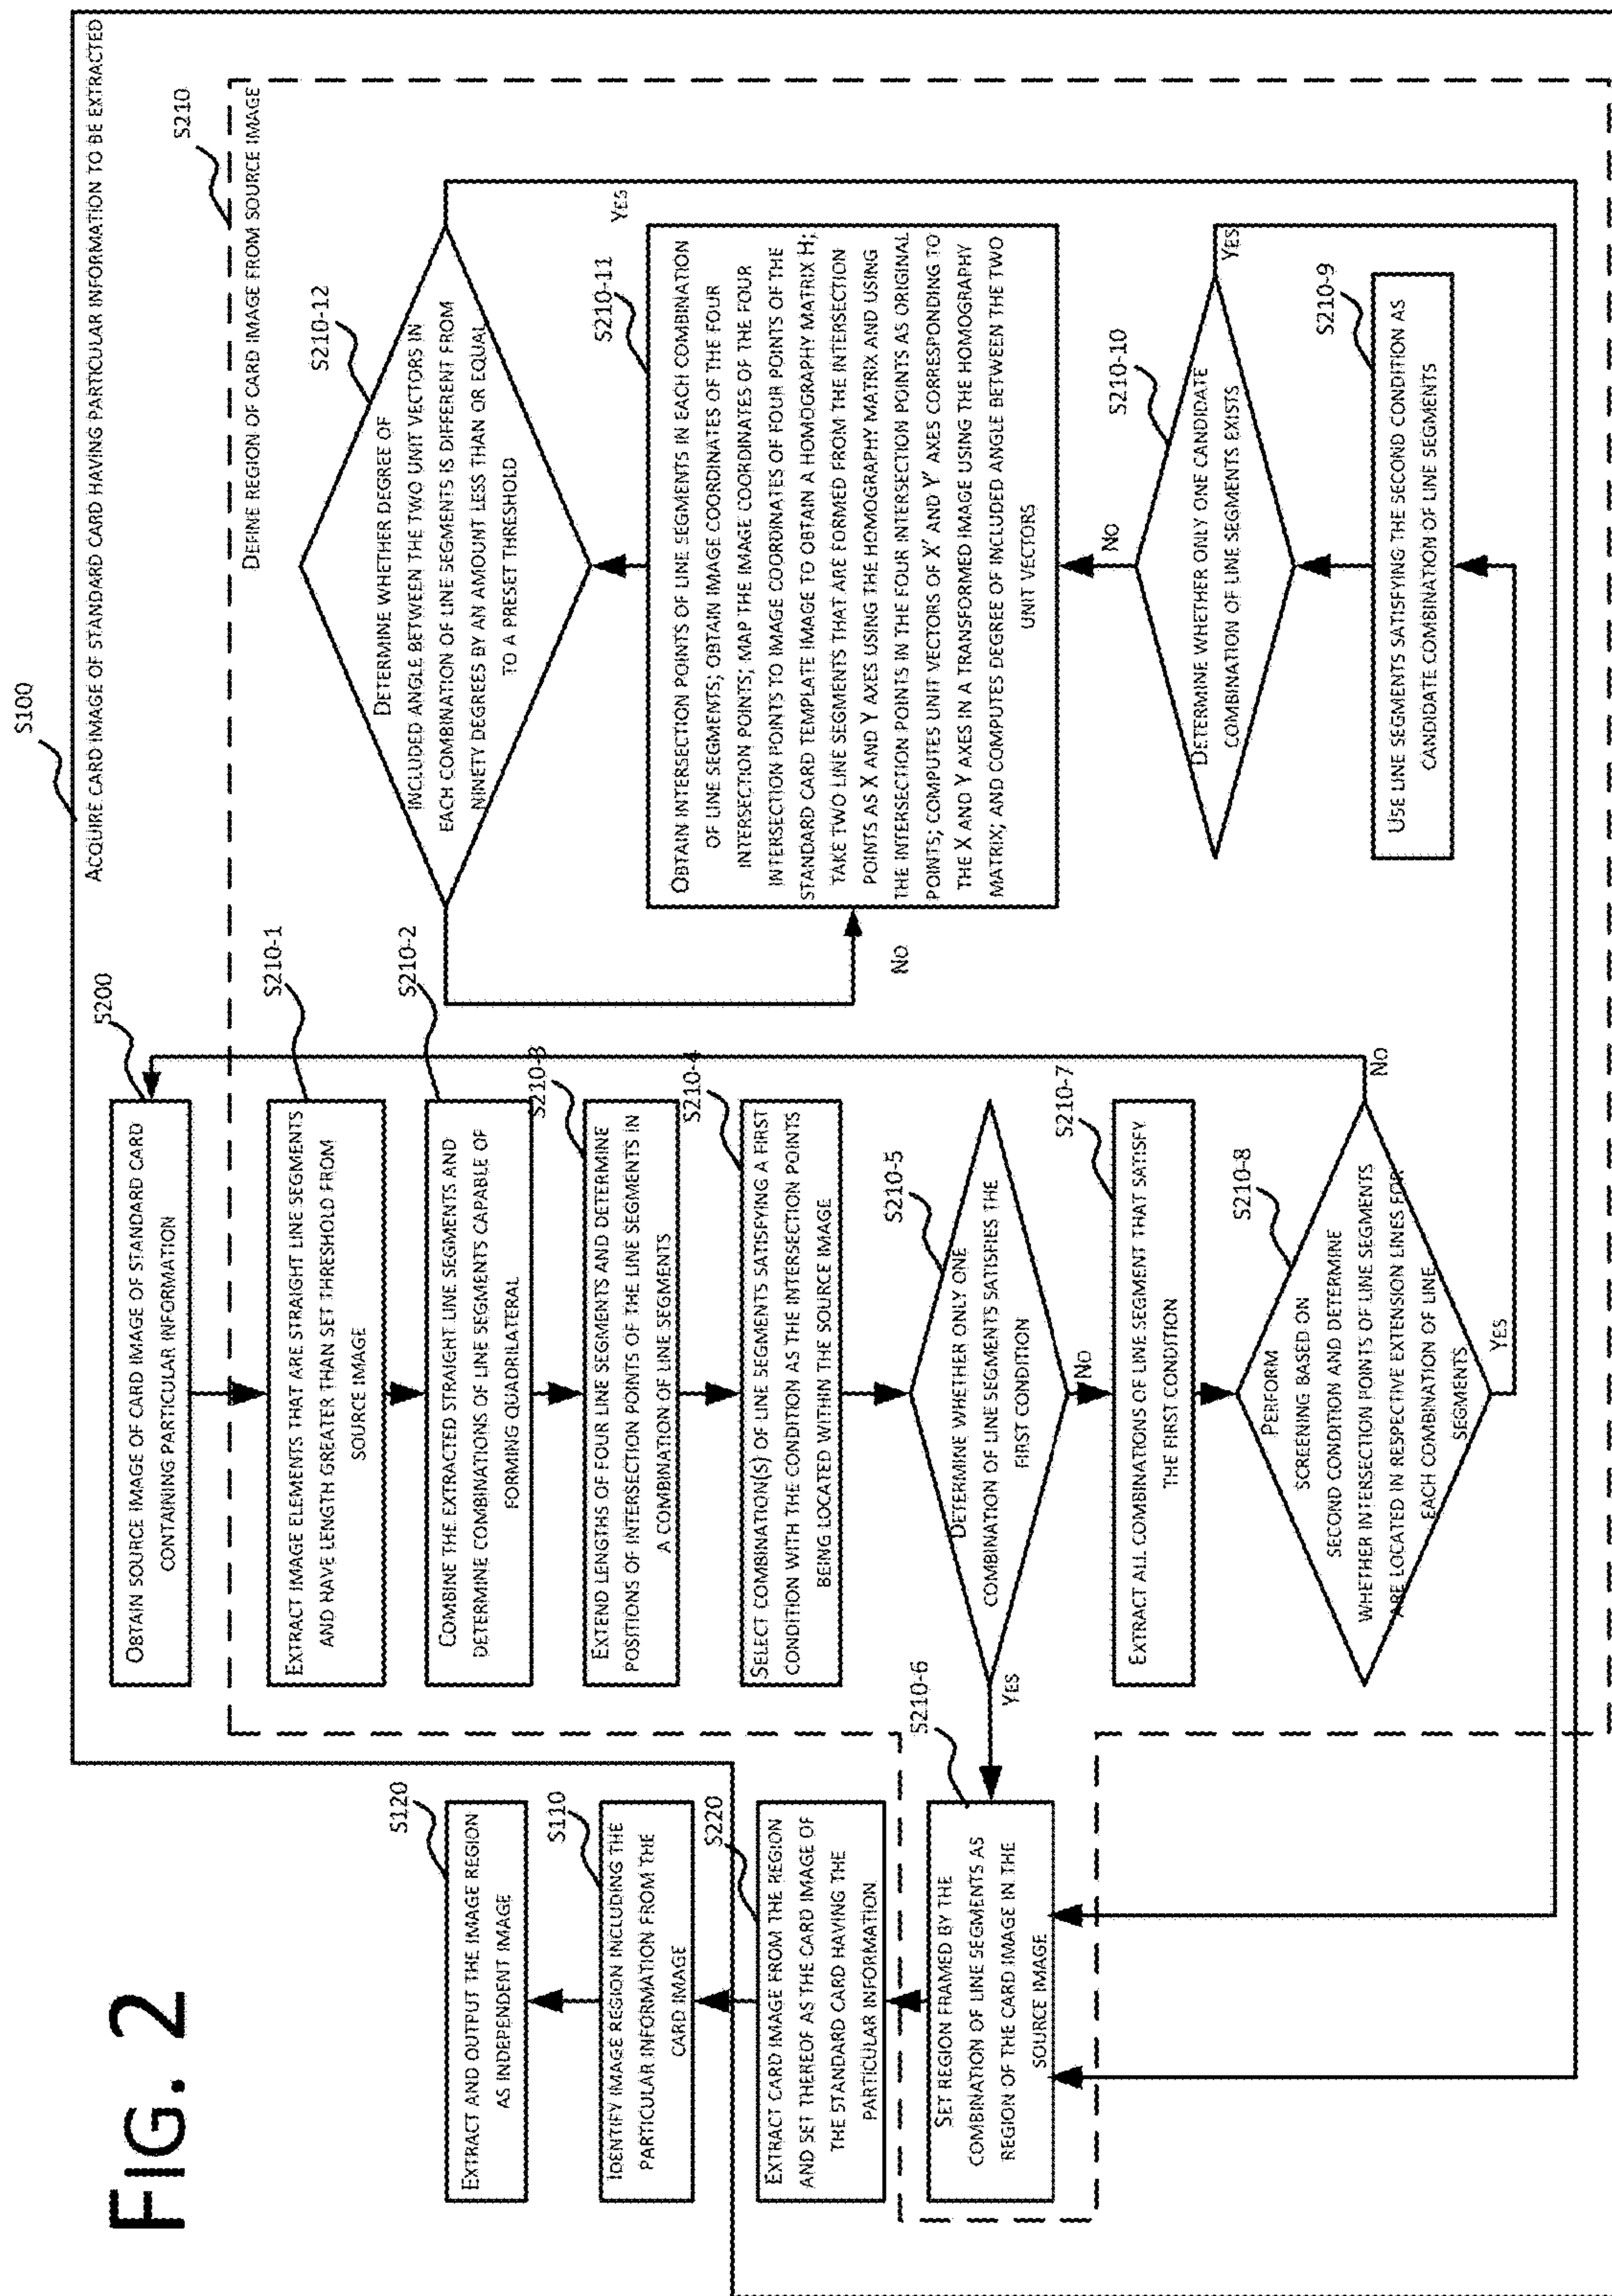 FIG. 2
S100
ACQUIRE CARD IMAGE OF STANDARD CARD HAVING PARTICULAR INFORMATION TO BE EXTRACTED
S200
OBTAIN SOURCE IMAGE OF CARD IMAGE OF STANDARD CARD
CONTAINING PARTICULAR INFORMATION
S210
DEFINE REGION OF CARD IMAGE FROM SOURCE IMAGE
S210-1
EXTRACT IMAGE ELEMENTS THAT ARE STRAIGHT LINE SEGMENTS
AND HAVE LENGTH GREATER THAN SET THRESHOLD FROM
SOURCE IMAGE
S210-2
COMBINE THE EXTRACTED STRAIGHT LINE SEGMENTS AND
DETERMINE COMBINATIONS OF LINE SEGMENTS CAPABLE OF
FORMING QUADRILATERAL
S210-3
EXTEND LENGTHS OF FOUR LINE SEGMENTS AND DETERMINE
POSITIONS OF INTERSECTION POINTS OF THE LINE SEGMENTS IN
A COMBINATION OF LINE SEGMENTS
S210-4
SELECT COMBINATION(S) OF LINE SEGMENTS SATISFYING A FIRST
CONDITION WITH THE CONDITION AS THE INTERSECTION POINTS
BEING LOCATED WITHIN THE SOURCE IMAGE
S210-5
DETERMINE WHETHER ONLY ONE
COMBINATION OF LINE SEGMENTS SATISFIES THE
FIRST CONDITION
YES
NO
S210-6
SET REGION FRAMED BY THE
COMBINATION OF LINE SEGMENTS AS
REGION OF THE CARD IMAGE IN THE
SOURCE IMAGE
S210-7
EXTRACT ALL COMBINATIONS OF LINE SEGMENT THAT SATISFY
THE FIRST CONDITION
S210-8
PERFORM
SCREENING BASED ON
SECOND CONDITION AND DETERMINE
WHETHER INTERSECTION POINTS OF LINE SEGMENTS
ARE LOCATED IN RESPECTIVE EXTENSION LINES FOR
EACH COMBINATION OF LINE
SEGMENTS
NO
YES
S210-9
USE LINE SEGMENTS SATISFYING THE SECOND CONDITION AS
CANDIDATE COMBINATION OF LINE SEGMENTS
S210-10
DETERMINE WHETHER ONLY ONE CANDIDATE
COMBINATION OF LINE SEGMENTS EXISTS
YES
NO
S210-11
OBTAIN INTERSECTION POINTS OF LINE SEGMENTS IN EACH COMBINATION
OF LINE SEGMENTS; OBTAIN IMAGE COORDINATES OF THE FOUR
INTERSECTION POINTS; MAP THE IMAGE COORDINATES OF THE FOUR
INTERSECTION POINTS TO IMAGE COORDINATES OF FOUR POINTS OF THE
STANDARD CARD TEMPLATE IMAGE TO OBTAIN A HOMOGRAPHY MATRIX H;
TAKE TWO LINE SEGMENTS THAT ARE FORMED FROM THE INTERSECTION
POINTS AS X AND Y AXES USING THE HOMOGRAPHY MATRIX AND USING
THE INTERSECTION POINTS IN THE FOUR INTERSECTION POINTS AS ORIGINAL
POINTS; COMPUTES UNIT VECTORS OF X' AND Y' AXES CORRESPONDING TO
THE X AND Y AXES IN A TRANSFORMED IMAGE USING THE HOMOGRAPHY
MATRIX; AND COMPUTES DEGREE OF INCLUDED ANGLE BETWEEN THE TWO
UNIT VECTORS
S210-12
DETERMINE WHETHER DEGREE OF
INCLUDED ANGLE BETWEEN THE TWO UNIT VECTORS IN
EACH COMBINATION OF LINE SEGMENTS IS DIFFERENT FROM
NINETY DEGREES BY AN AMOUNT LESS THAN OR EQUAL
TO A PRESET THRESHOLD
NO
YES
S220
EXTRACT CARD IMAGE FROM THE REGION
AND SET THEREOF AS THE CARD IMAGE OF
THE STANDARD CARD HAVING THE
PARTICULAR INFORMATION
S110
IDENTIFY IMAGE REGION INCLUDING THE
PARTICULAR INFORMATION FROM THE
CARD IMAGE
S120
EXTRACT AND OUTPUT THE IMAGE REGION
AS INDEPENDENT IMAGE